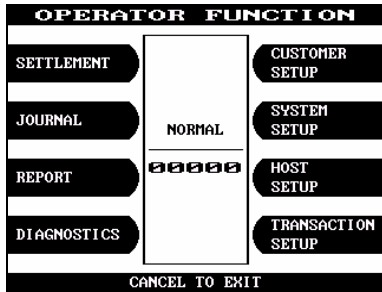 OPERATOR FUNCTION
SETTLEMENT
CUSTOMER
SETUP
JOURNAL
SYSTEM
SETUP
NORMAL
00000
REPORT
HOST
SETUP
DIAGNOSTICS
TRANSACTION
SETUP
CANCEL TO EXIT